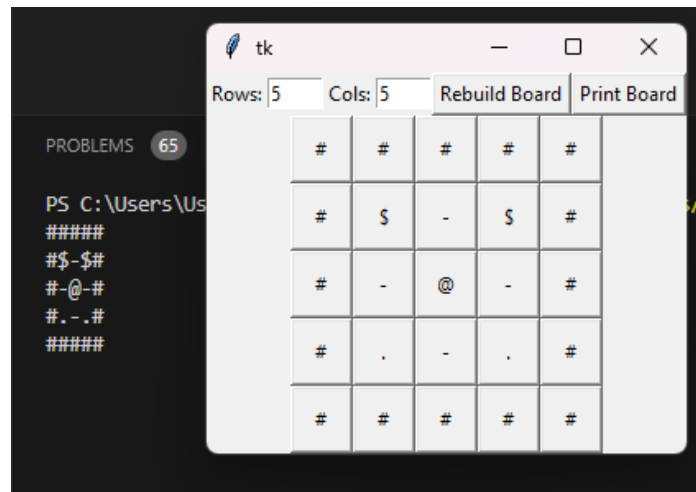 tk
Rows: 5 Cols: 5 Rebuild Board Print Board
# # # # #
# $ - $ #
# - @ - #
# . - . #
# # # # #
PROBLEMS 65
PS C:\Users\Us
#####
#$-$#
#-@-#
#.-.#
#####